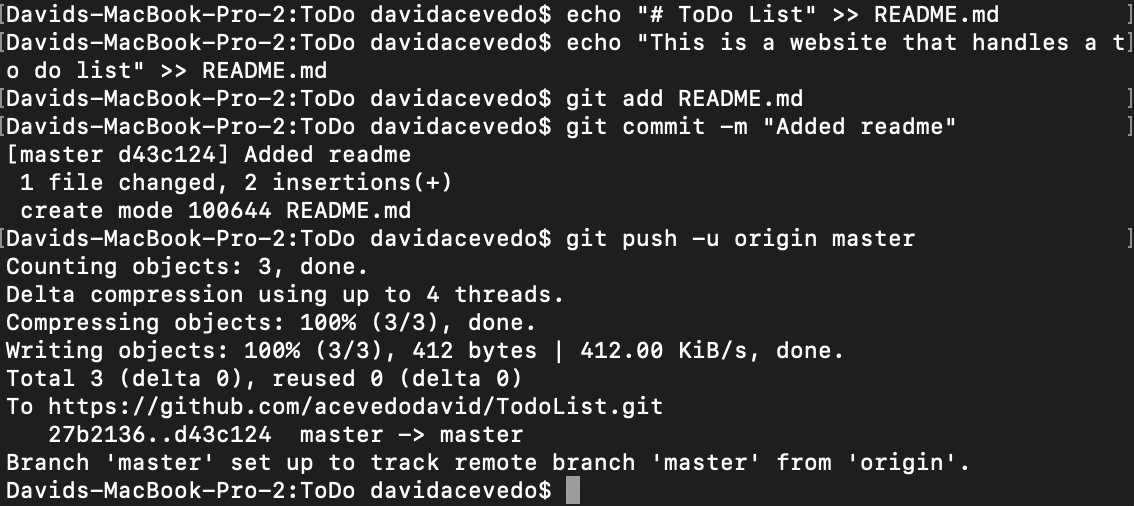 [Davids-MacBook-Pro-2:ToDo davidacevedo$ echo "# ToDo List" >> README.md ]
[Davids-MacBook-Pro-2:ToDo davidacevedo$ echo "This is a website that handles a t]
o do list" >> README.md
[Davids-MacBook-Pro-2:ToDo davidacevedo$ git add README.md ]
[Davids-MacBook-Pro-2:ToDo davidacevedo$ git commit -m "Added readme" ]
[master d43c124] Added readme
 1 file changed, 2 insertions(+)
 create mode 100644 README.md
[Davids-MacBook-Pro-2:ToDo davidacevedo$ git push -u origin master ]
Counting objects: 3, done.
Delta compression using up to 4 threads.
Compressing objects: 100% (3/3), done.
Writing objects: 100% (3/3), 412 bytes | 412.00 KiB/s, done.
Total 3 (delta 0), reused 0 (delta 0)
To https://github.com/acevedodavid/TodoList.git
   27b2136..d43c124  master -> master
Branch 'master' set up to track remote branch 'master' from 'origin'.
Davids-MacBook-Pro-2:ToDo davidacevedo$